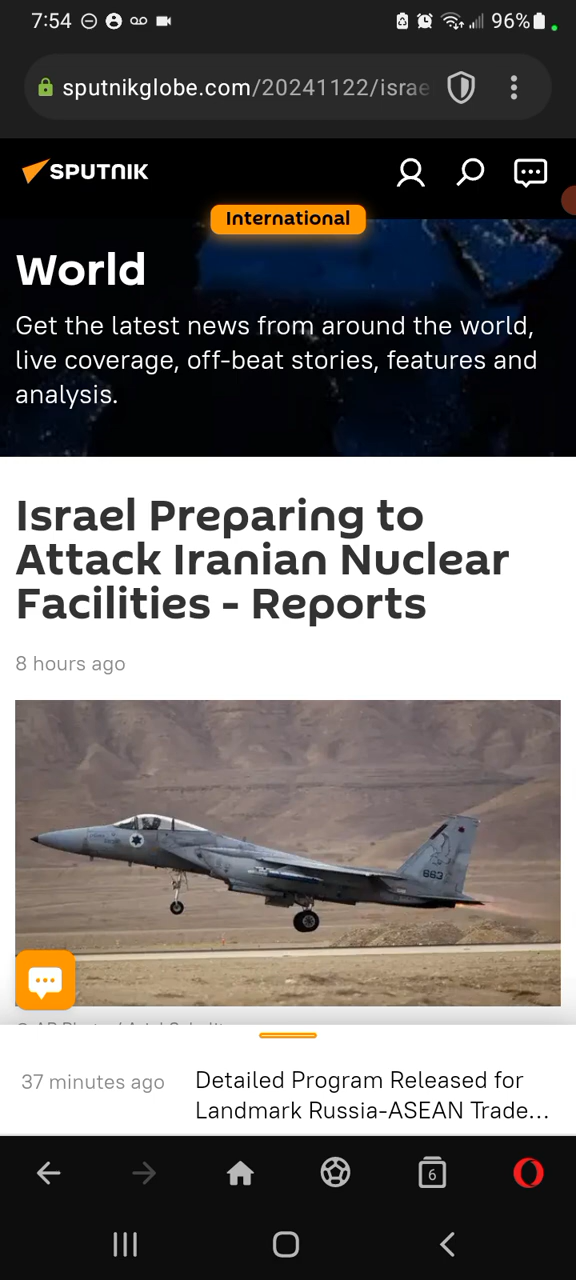 7:54
96%
sputnikglobe.com/20241122/israe
SPUTNIK
International
World
Get the latest news from around the world,
live coverage, off-beat stories, features and
analysis.
Israel Preparing to
Attack Iranian Nuclear
Facilities - Reports
8 hours ago
663
37 minutes ago
Detailed Program Released for
Landmark Russia-ASEAN Trade...
6